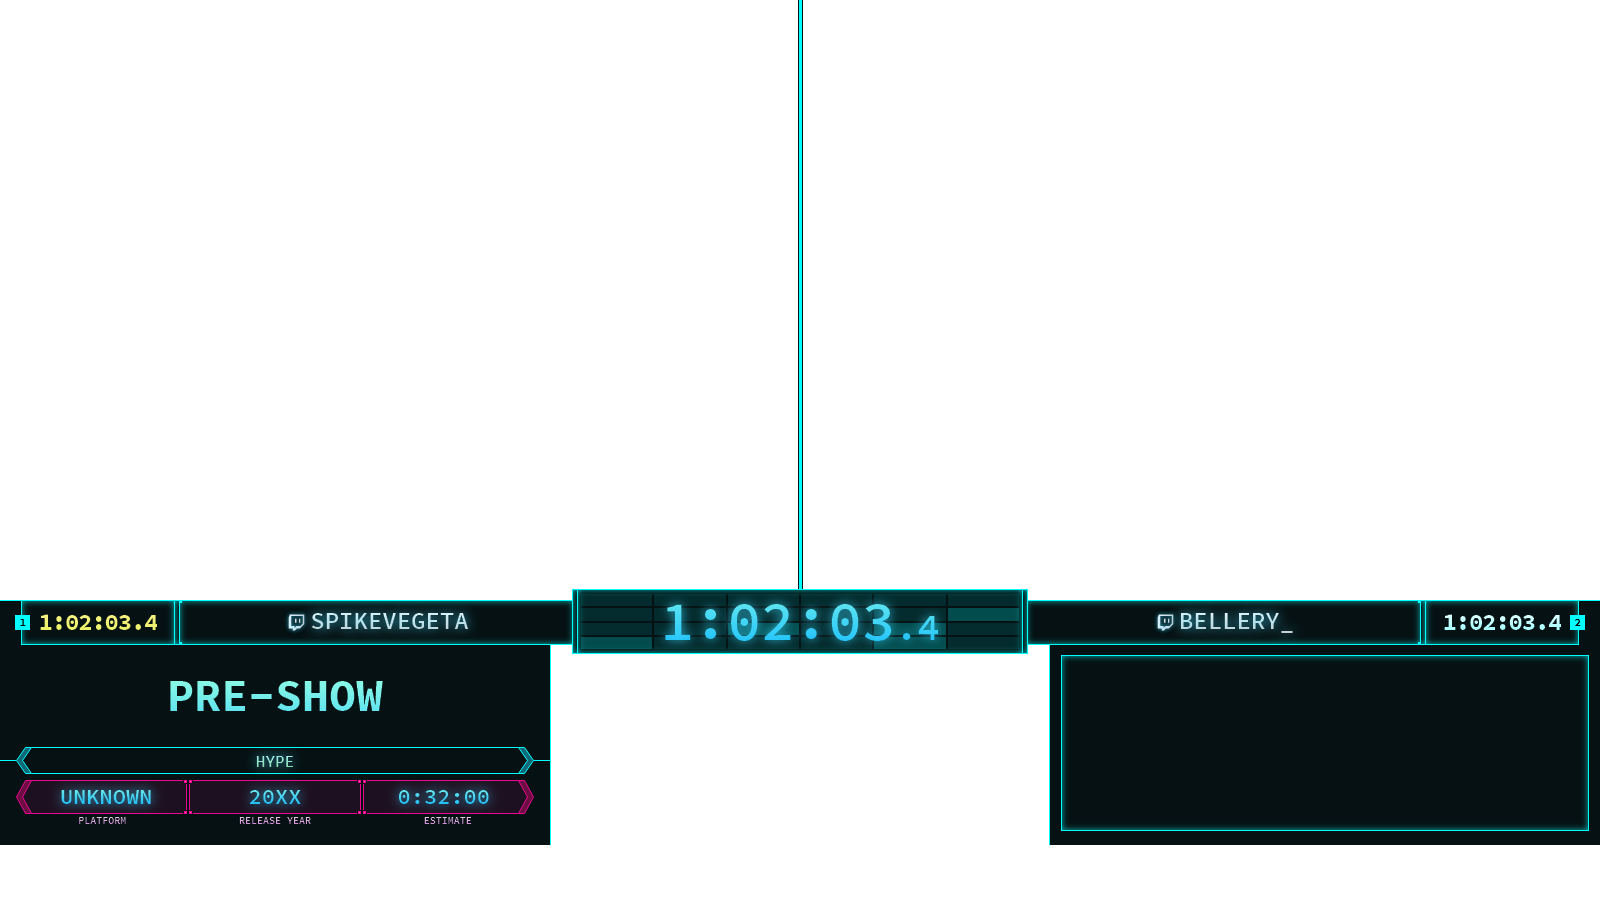 1:02:03.4
1 1:02:03.4
SPIKEVEGETA
BELLERY_
1:02:03.4 2
PRE-SHOW
HYPE
UNKNOWN
20XX
0:32:00
PLATFORM
RELEASE YEAR
ESTIMATE